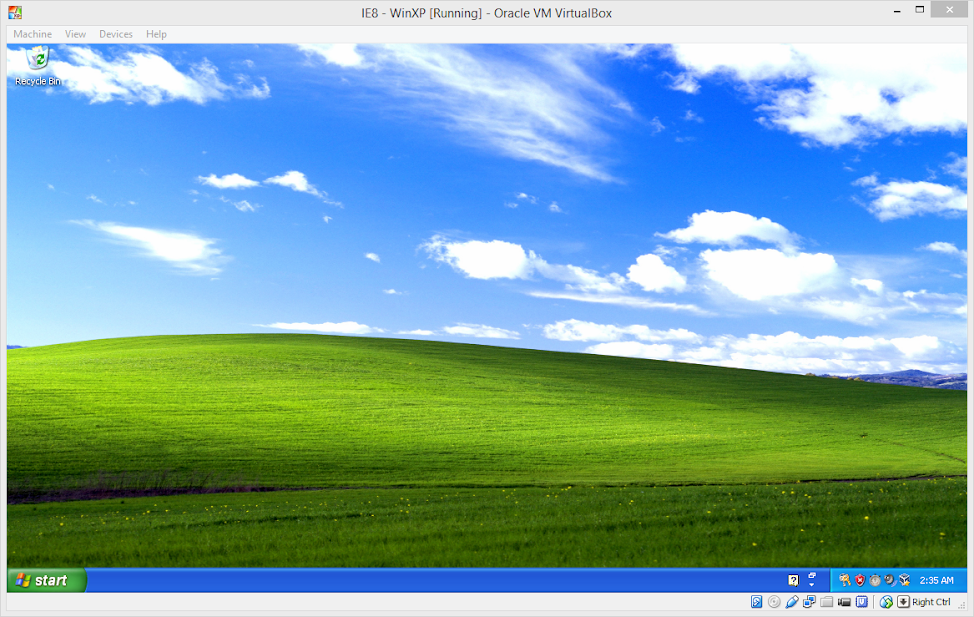 IE8 - WinXP [Running] - Oracle VM VirtualBox
Machine View Devices Help
Recycle Bin
start
2:35 AM
Right Ctrl